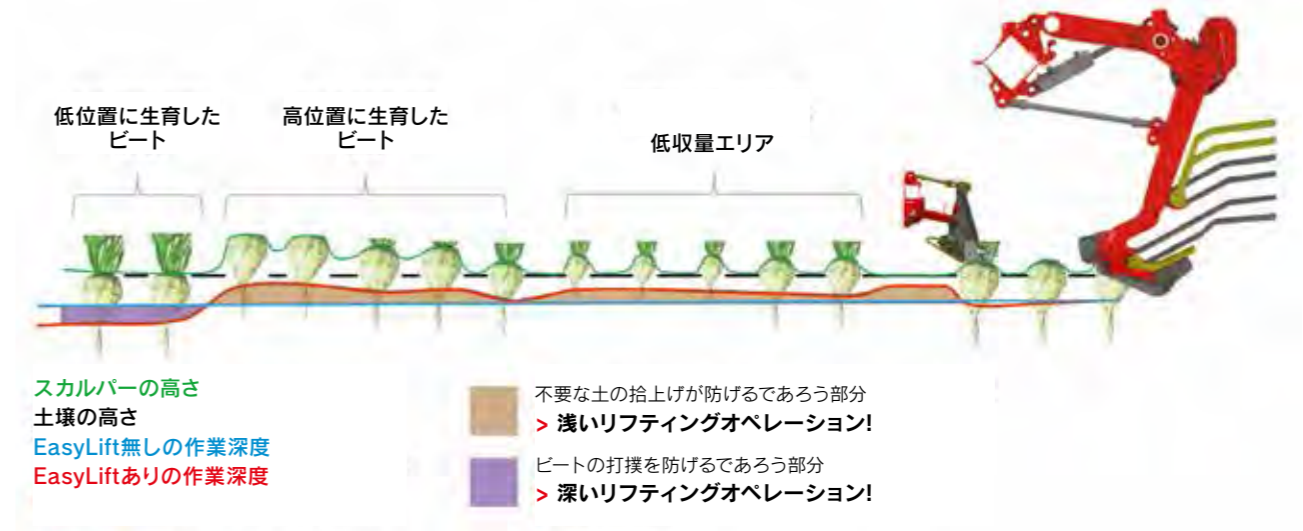 低位置に生育した
ビート
高位置に生育した
ビート
低収量エリア
スカルパーの高さ
土壌の高さ
EasyLift無しの作業深度
EasyLiftありの作業深度
不要な土の拾上げが防げるであろう部分
> 浅いリフティングオペレーション!
ビートの打撲を防げるであろう部分
> 深いリフティングオペレーション!